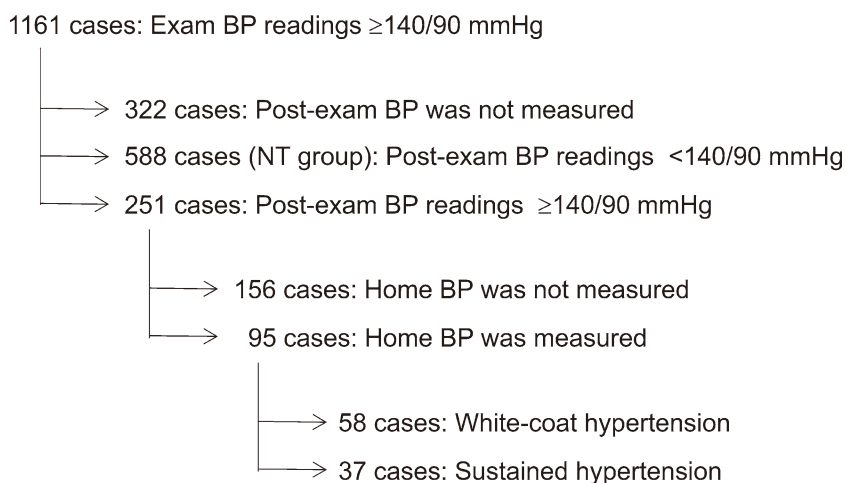 1161 cases: Exam BP readings ≥140/90 mmHg
322 cases: Post-exam BP was not measured
588 cases (NT group): Post-exam BP readings <140/90 mmHg
251 cases: Post-exam BP readings ≥140/90 mmHg
156 cases: Home BP was not measured
95 cases: Home BP was measured
58 cases: White-coat hypertension
37 cases: Sustained hypertension